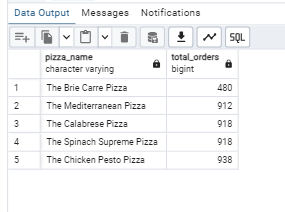 Data Output Messages Notifications
SQL
pizza_name total_orders
character varying bigint
1 The Brie Carre Pizza 480
2 The Mediterranean Pizza 912
3 The Calabrese Pizza 918
4 The Spinach Supreme Pizza 918
5 The Chicken Pesto Pizza 938